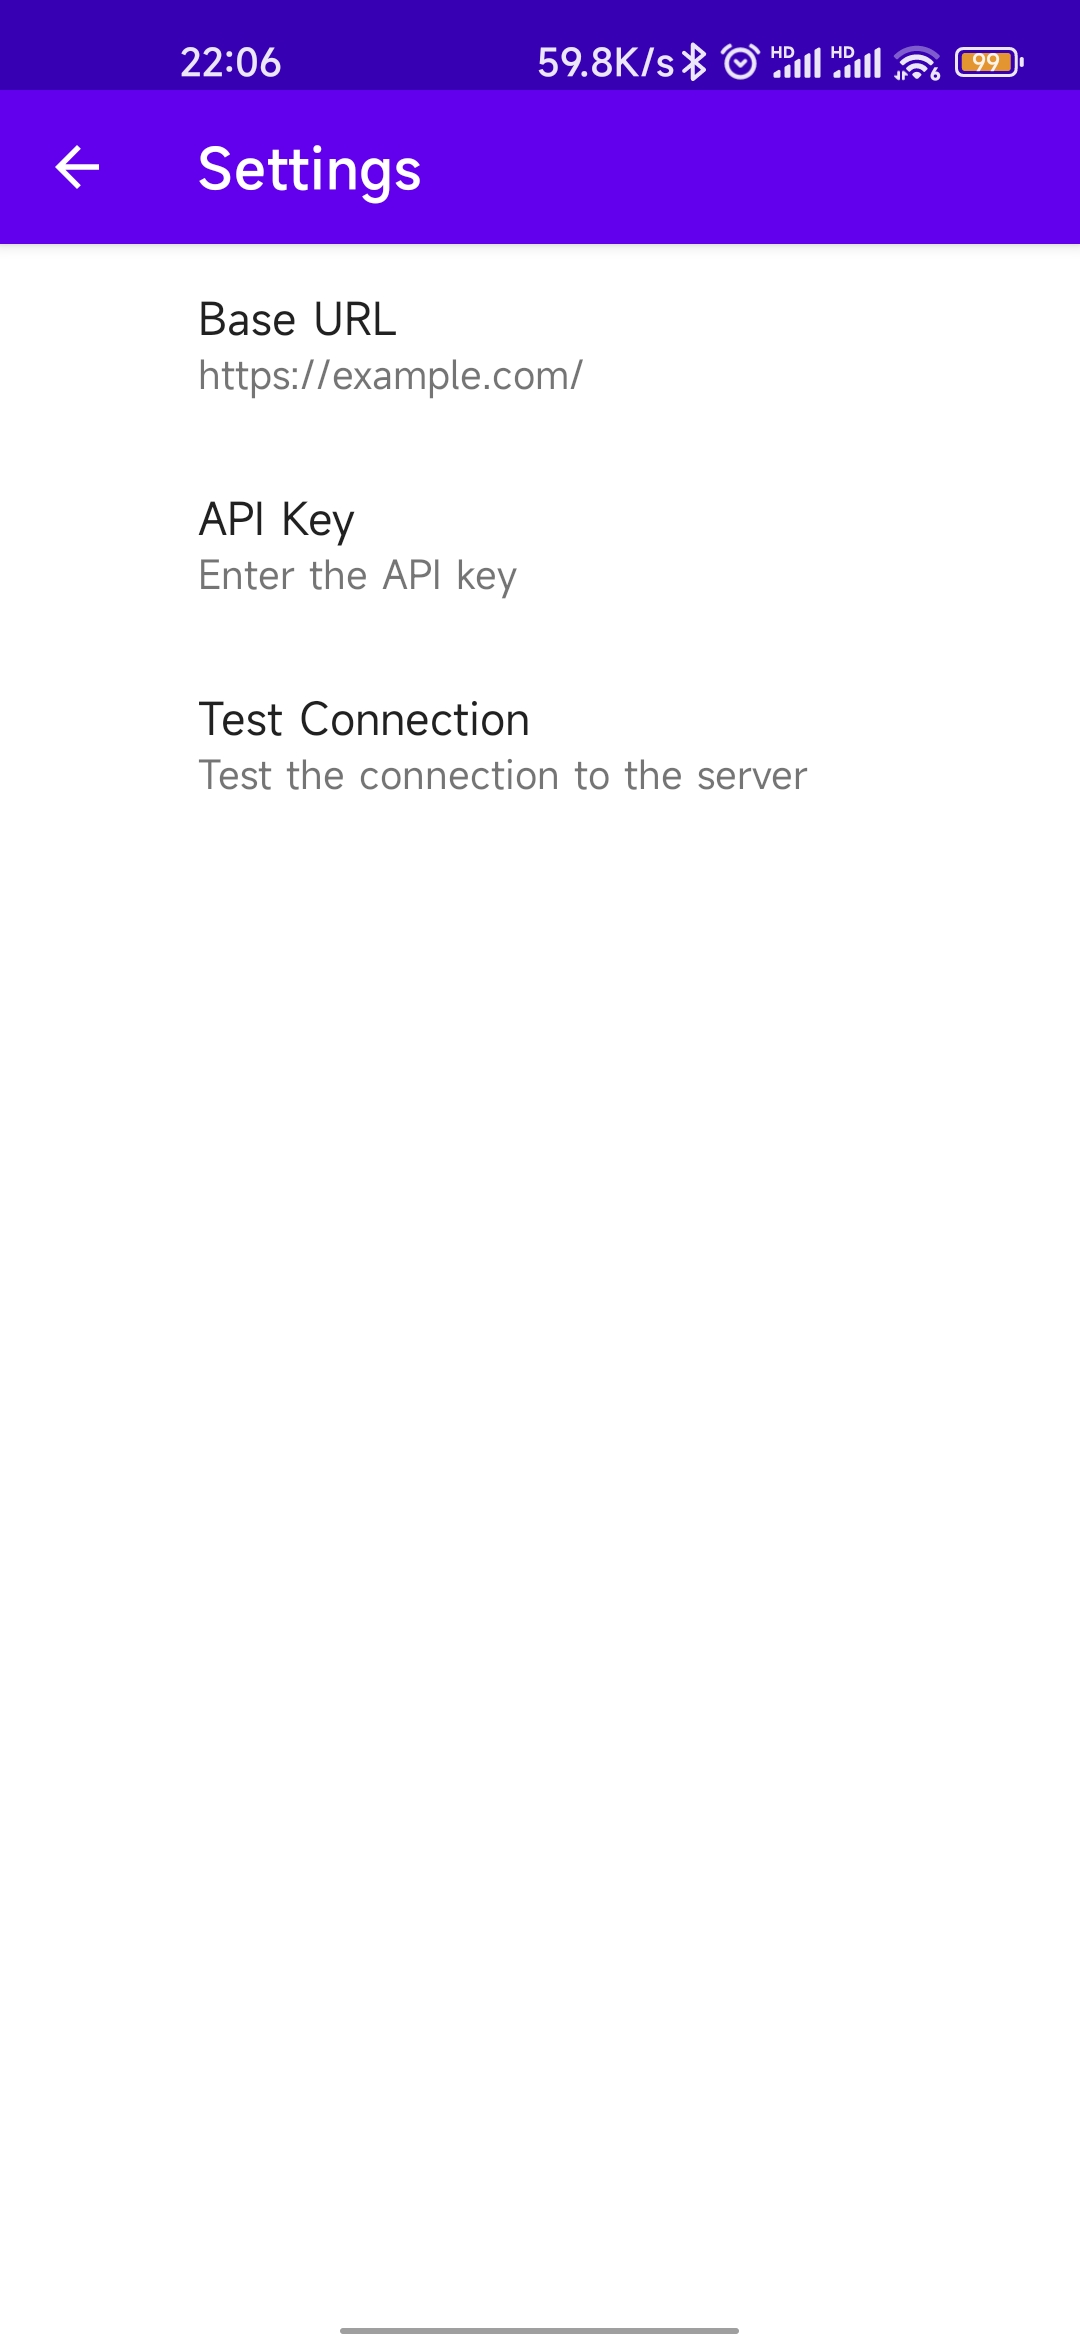 22:06 59.8K/s HD HD 6 99
Settings
Base URL
https://example.com/
API Key
Enter the API key
Test Connection
Test the connection to the server